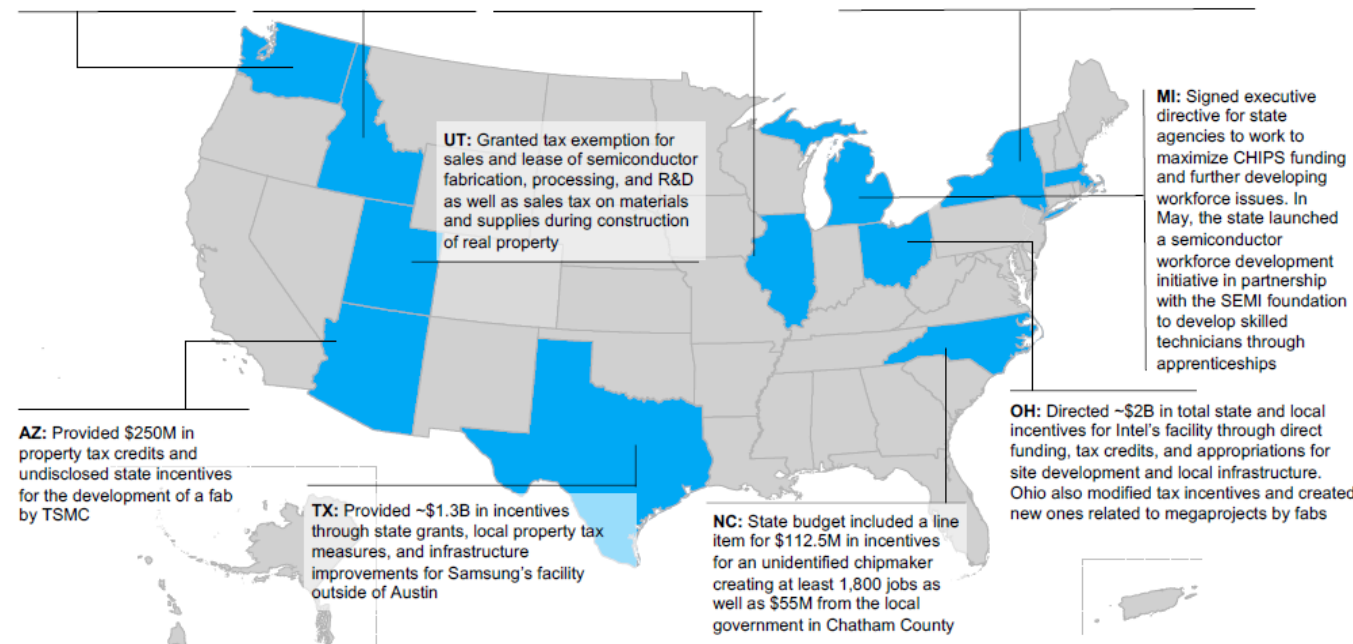 UT: Granted tax exemption for
sales and lease of semiconductor
fabrication, processing, and R&D
as well as sales tax on materials
and supplies during construction
of real property
MI: Signed executive
directive for state
agencies to work to
maximize CHIPS funding
and further developing
workforce issues. In
May, the state launched
a semiconductor
workforce development
initiative in partnership
with the SEMI foundation
to develop skilled
technicians through
apprenticeships
AZ: Provided $250M in
property tax credits and
undisclosed state incentives
for the development of a fab
by TSMC
TX: Provided ~$1.3B in incentives
through state grants, local property tax
measures, and infrastructure
improvements for Samsung's facility
outside of Austin
NC: State budget included a line
item for $112.5M in incentives
for an unidentified chipmaker
creating at least 1,800 jobs as
well as $55M from the local
government in Chatham County
OH: Directed ~$2B in total state and local
incentives for Intel's facility through direct
funding, tax credits, and appropriations for
site development and local infrastructure.
Ohio also modified tax incentives and created
new ones related to megaprojects by fabs